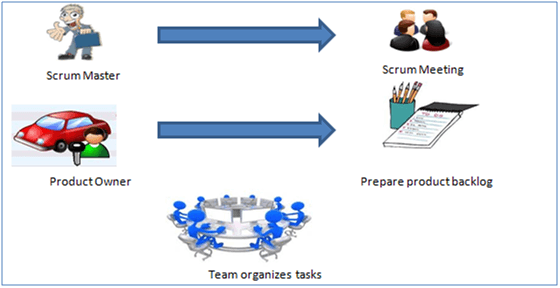 Scrum Master
Scrum Meeting
Product Owner
Prepare product backlog
Team organizes tasks